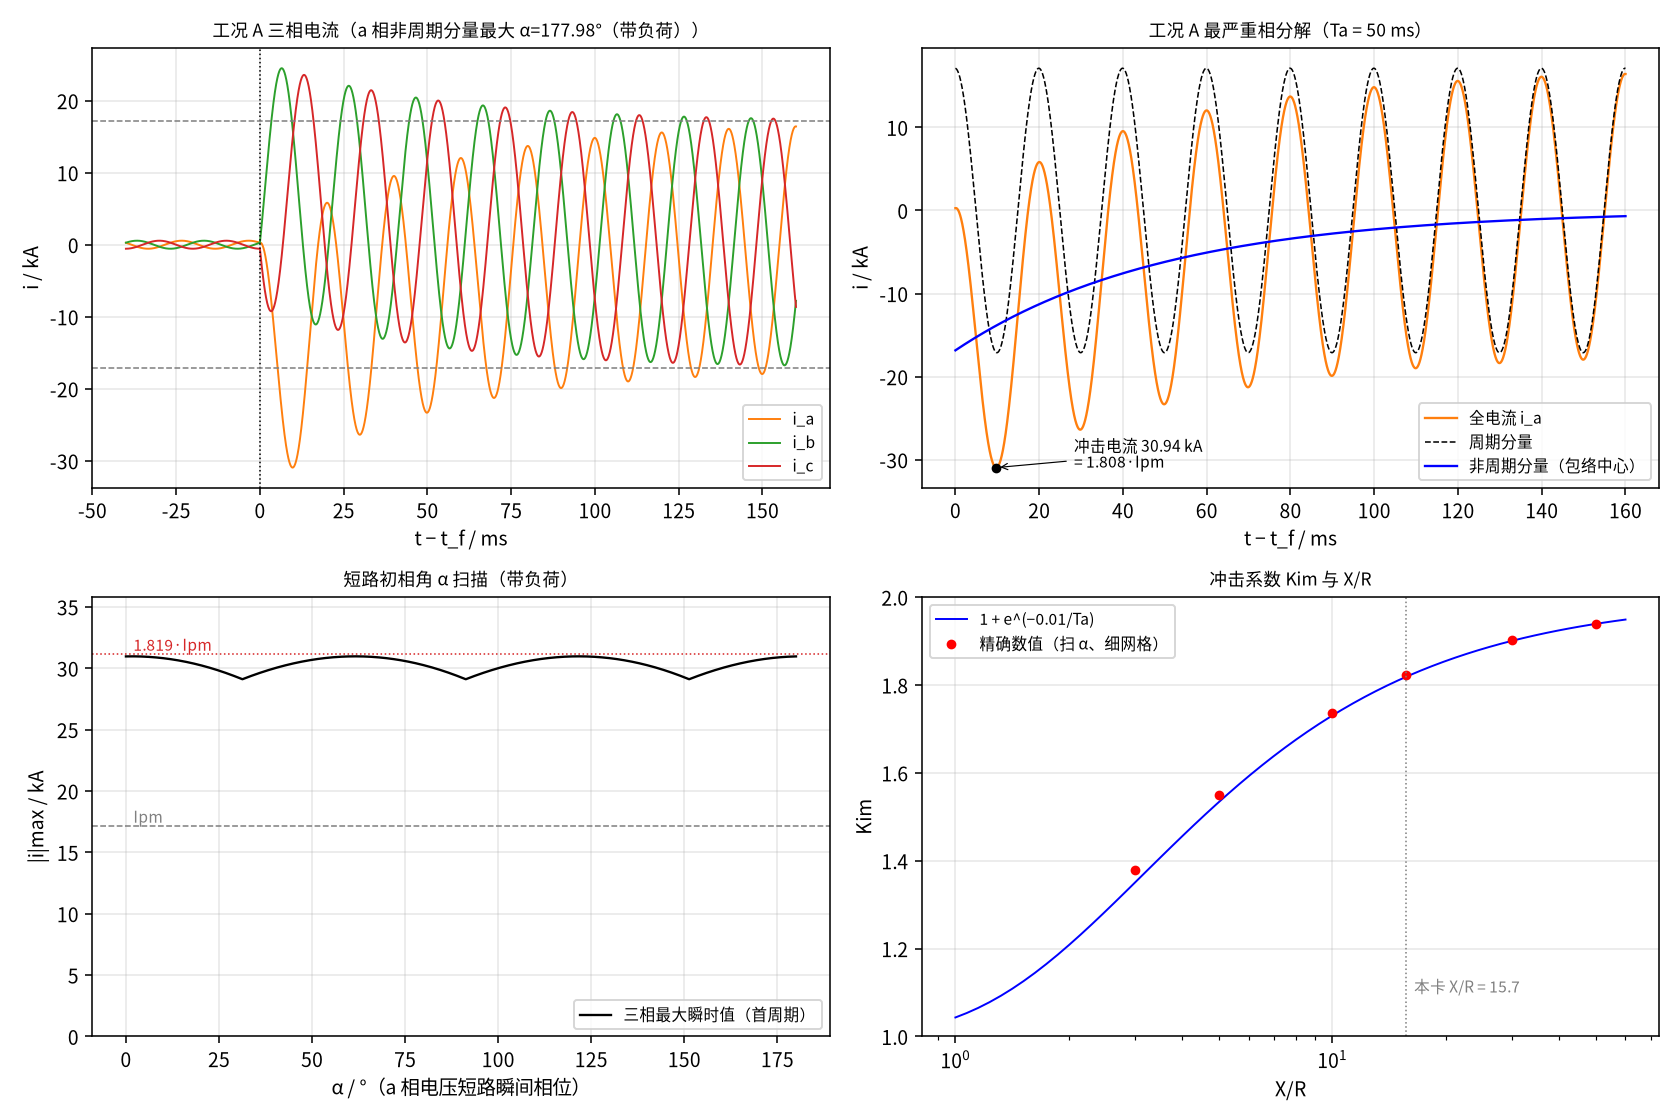 工况 A 三相电流（a 相非周期分量最大 α=177.98°（带负荷））
20
10
0
-10
-20
-30
i / kA
i_a
i_b
i_c
-50
-25
0
25
50
75
100
125
150
t − t_f / ms
工况 A 最严重相分解（Ta = 50 ms）
10
0
-10
-20
-30
i / kA
冲击电流 30.94 kA
= 1.808·Ipm
全电流 i_a
周期分量
非周期分量（包络中心）
0
20
40
60
80
100
120
140
160
t − t_f / ms
短路初相角 α 扫描（带负荷）
35
30
25
20
15
10
5
0
|i|max / kA
1.819·Ipm
Ipm
三相最大瞬时值（首周期）
0
25
50
75
100
125
150
175
α / °（a 相电压短路瞬间相位）
冲击系数 Kim 与 X/R
2.0
1.8
1.6
1.4
1.2
1.0
Kim
1 + e^(−0.01/Ta)
精确数值（扫 α、细网格）
本卡 X/R = 15.7
10⁰
10¹
X/R